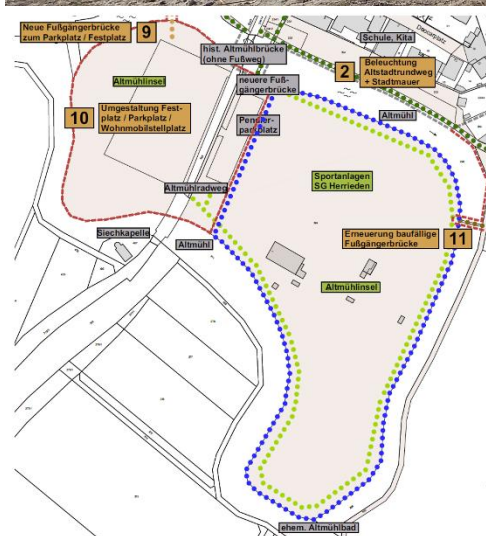 Neue Fußgängerbrücke
zum Parkplatz / Festplatz
9
hist. Altmühlbrücke
(ohne Fußweg)
Schule, Kita
2
Beleuchtung
Altstadtrundweg
+ Stadtmauer
Altmühlinsel
neuere Fuß-
gängerbrücke
10
Umgestaltung Fest-
platz / Parkplatz /
Wohnmobilstellplatz
Altmühl
Pendler-
parkplatz
Sportanlagen
SG Herrieden
Altmühlradweg
Siechkapelle
Altmühl
Erneuerung baufällige
Fußgängerbrücke
11
Altmühlinsel
ehem. Altmühlbad